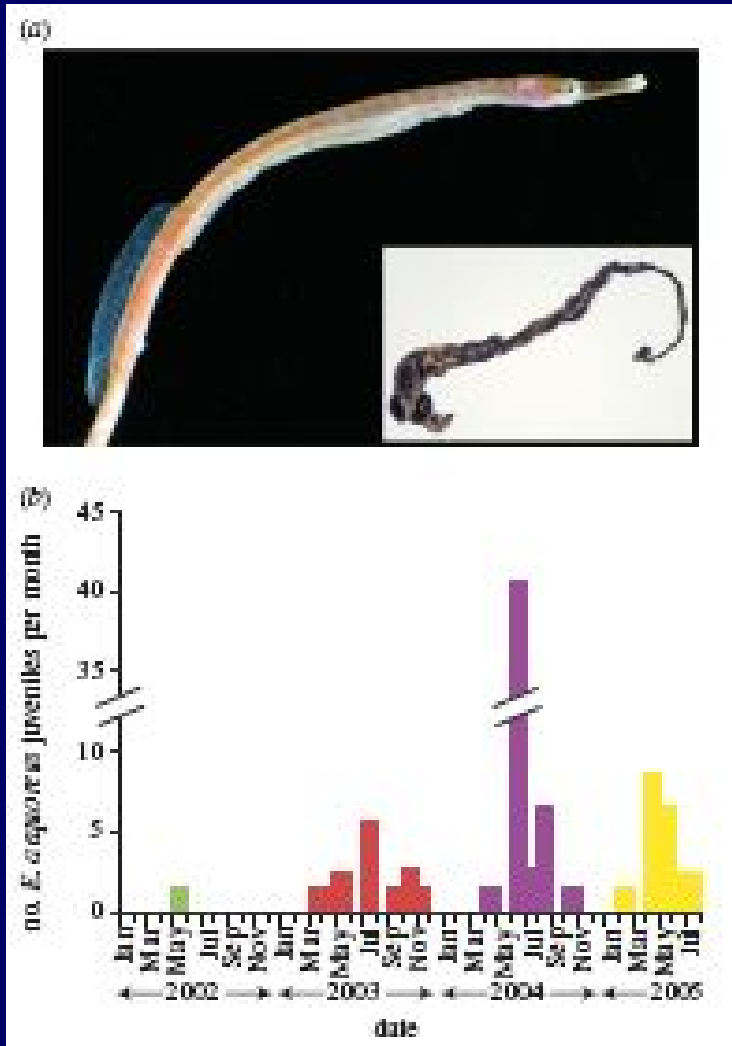 (a)
(b)
no. E. aequoreus juveniles per month
45
40
35
10
5
0
Jan Mar May Jul Sep Nov Jan Mar May Jul Sep Nov Jan Mar May Jul Sep Nov Jan Mar May Jul
2002 2003 2004 2005
date